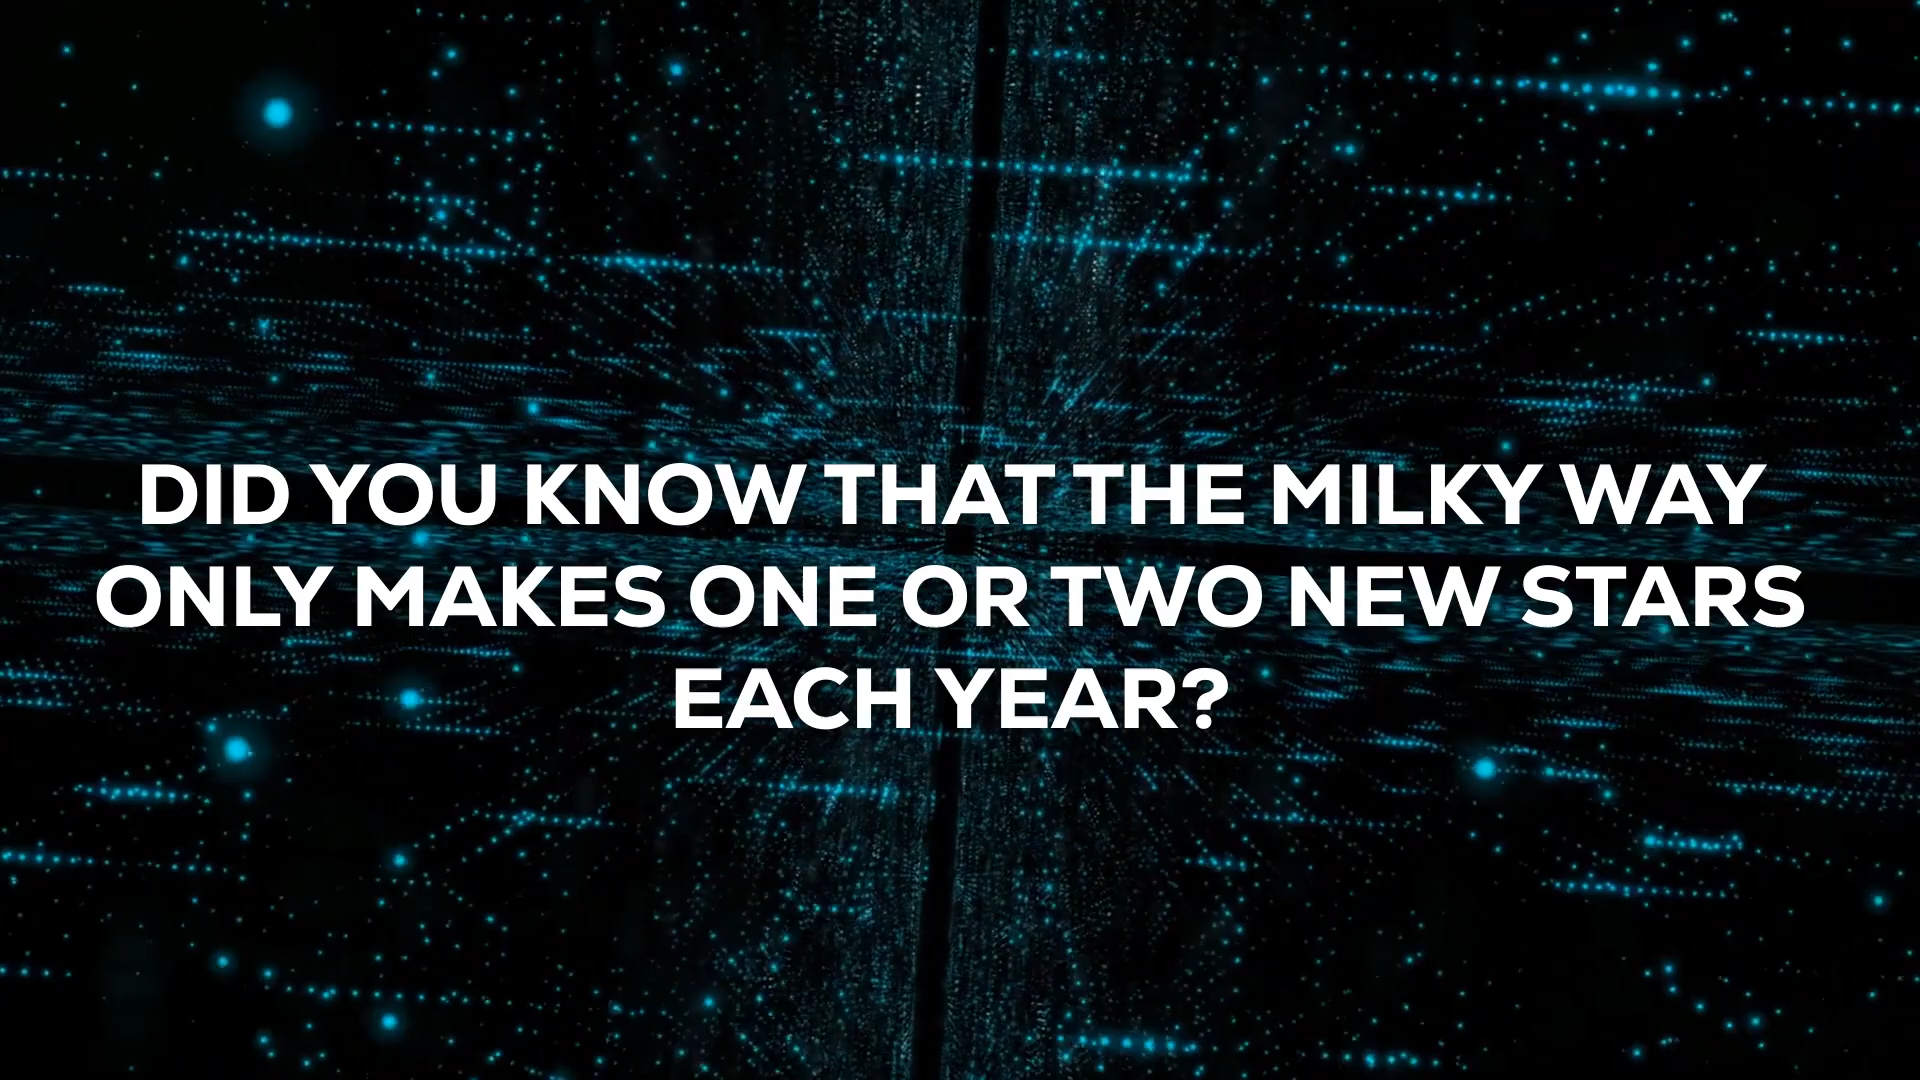 DID YOU KNOW THAT THE MILKY WAY
ONLY MAKES ONE OR TWO NEW STARS
EACH YEAR?